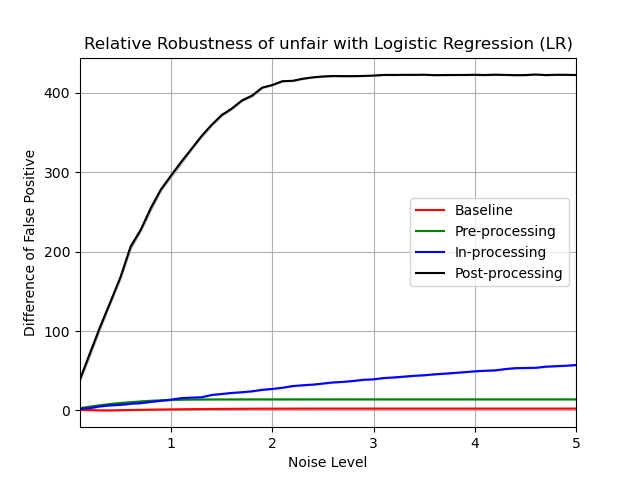 Relative Robustness of unfair with Logistic Regression (LR)
Difference of False Positive
400
300
200
100
0
Baseline
Pre-processing
In-processing
Post-processing
1
2
3
4
5
Noise Level